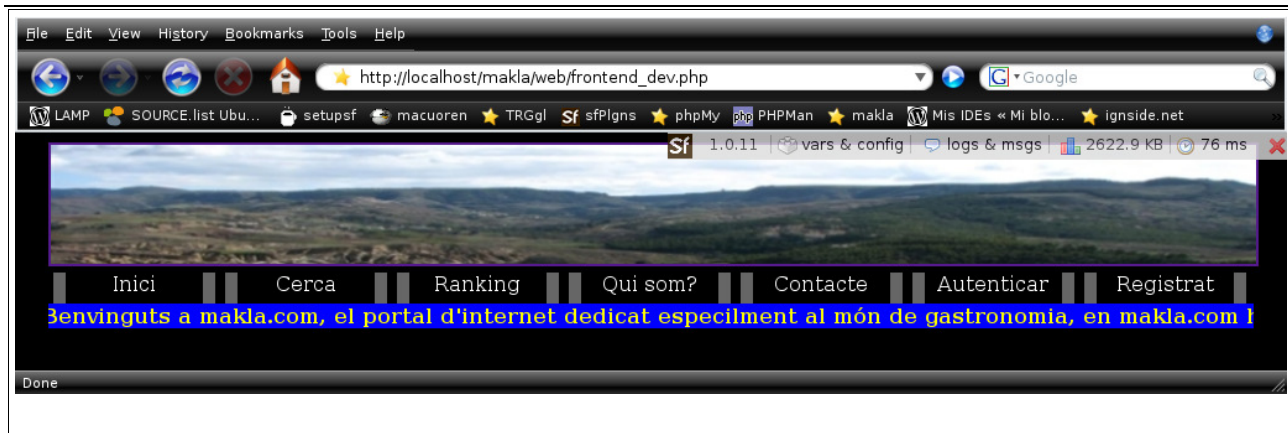 File Edit View History Bookmarks Tools Help
http://localhost/makla/web/frontend_dev.php G Google
LAMP SOURCE.list Ubu... setupsf macuoren TRGgl Sf sfPlgns phpMy php PHPMan makla Mis IDEs « Mi blo... ignside.net »
Sf 1.0.11 vars & config logs & msgs 2622.9 KB 76 ms
Inici Cerca Ranking Qui som? Contacte Autenticar Registrat
Benvinguts a makla.com, el portal d'internet dedicat especilment al món de gastronomia, en makla.com
Done